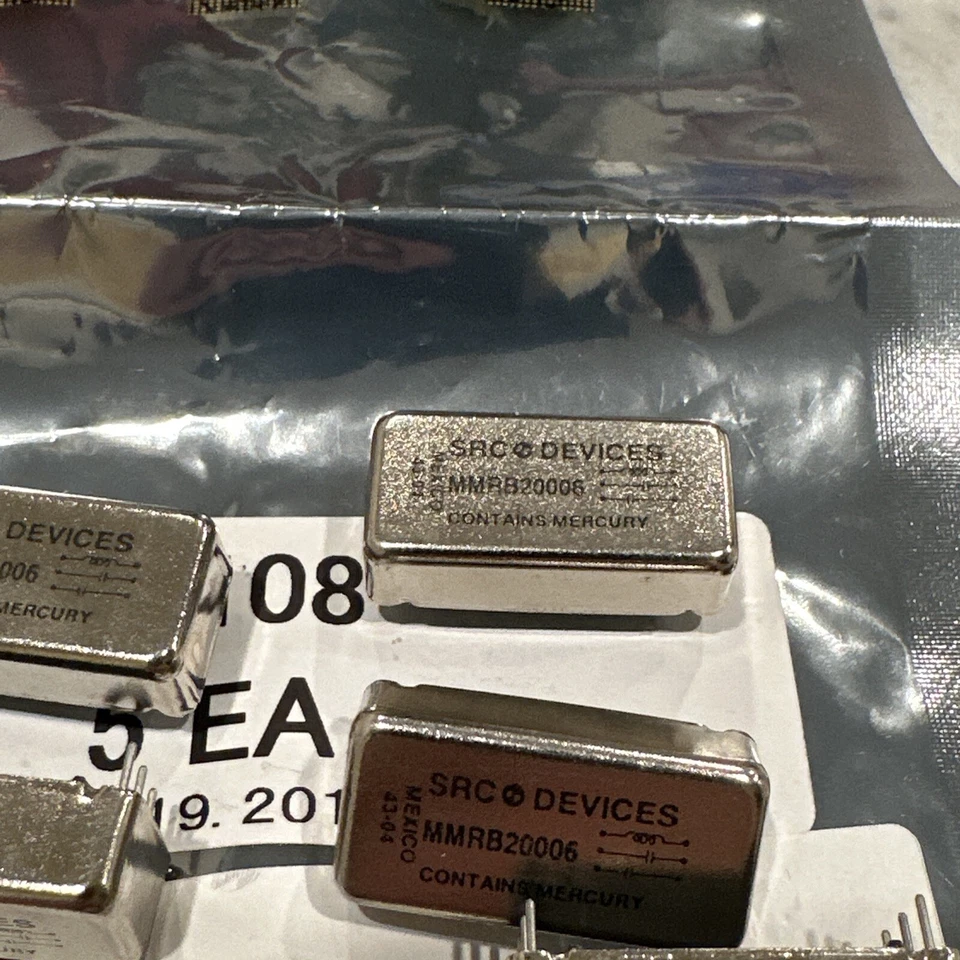 SRC DEVICES
MEXICO
MMRB20006
CONTAINS MERCURY
DEVICES
006
MERCURY
08
5 EA
19. 201
SRC DEVICES
MEXICO
43-04
MMRB20006
CONTAINS MERCURY